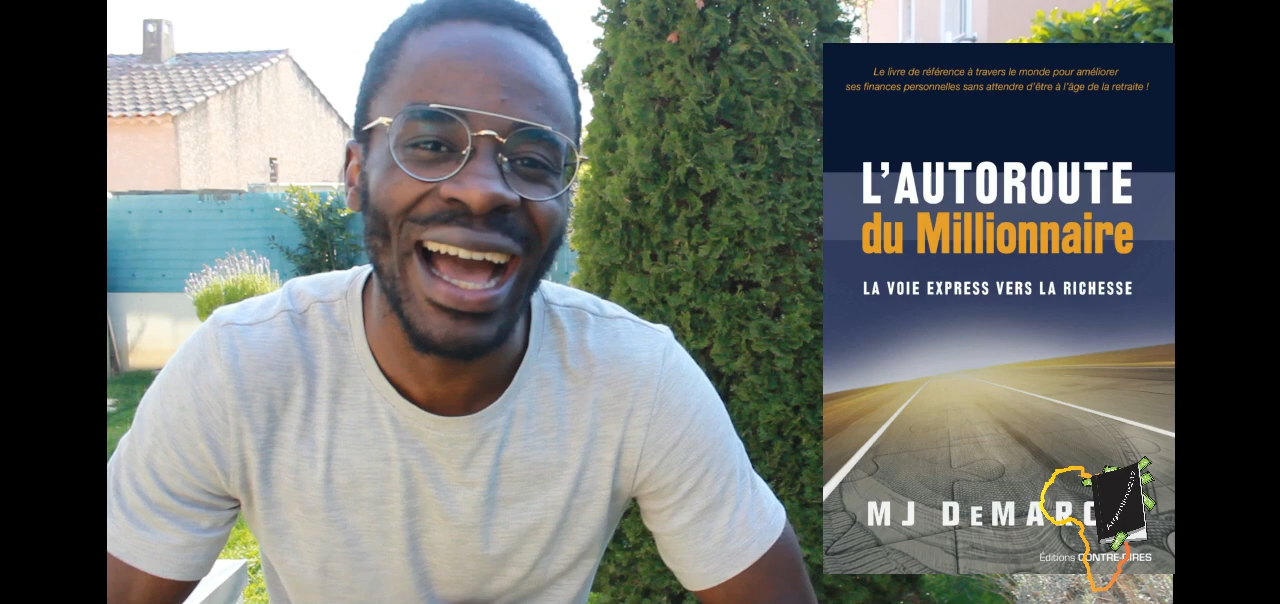 Le livre de référence à travers le monde pour améliorer
ses finances personnelles sans attendre d'être à l'âge de la retraite !
L'AUTOROUTE
du Millionnaire
LA VOIE EXPRESS VERS LA RICHESSE
MJ
Éditions